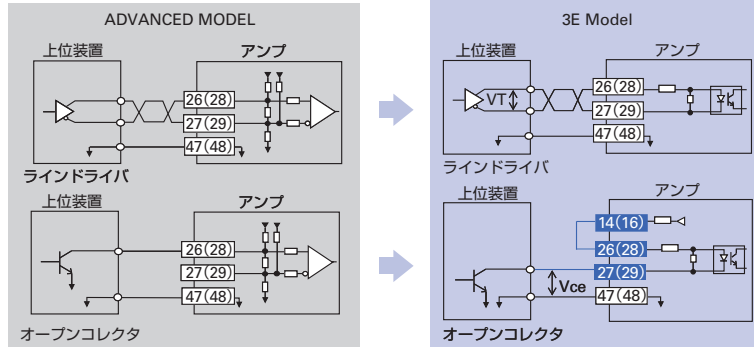 ADVANCED MODEL
上位装置
アンプ
26(28)
27(29)
47(48)
ラインドライバ
上位装置
アンプ
26(28)
27(29)
47(48)
オープンコレクタ
3E Model
上位装置
アンプ
VT
26(28)
27(29)
47(48)
ラインドライバ
上位装置
アンプ
14(16)
26(28)
27(29)
Vce
47(48)
オープンコレクタ